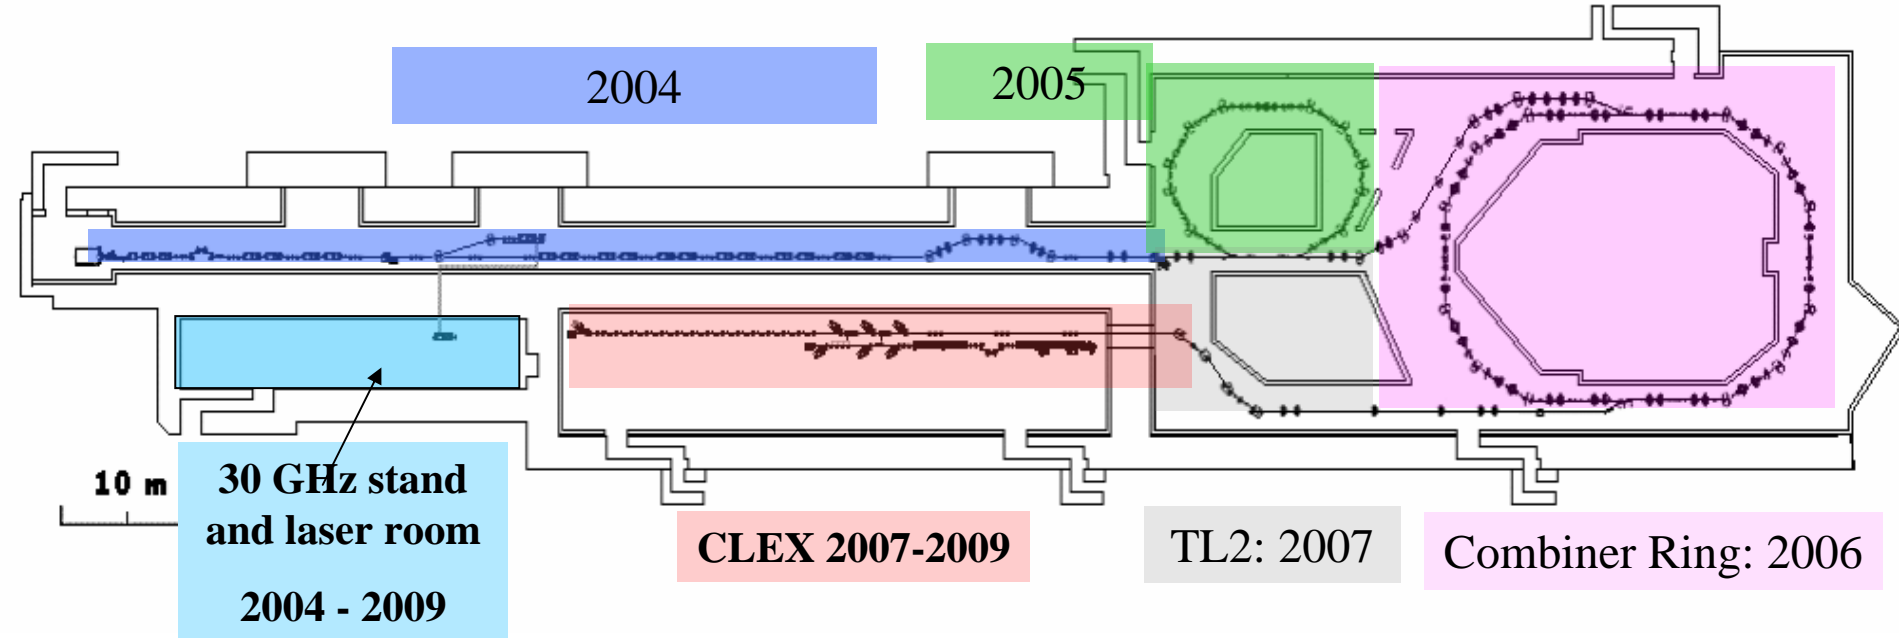 2004
2005
10 m
30 GHz stand
and laser room
2004 - 2009
CLEX 2007-2009
TL2: 2007
Combiner Ring: 2006